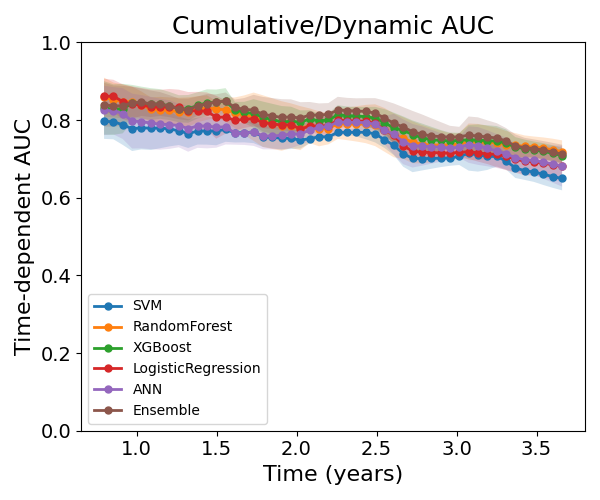 Cumulative/Dynamic AUC
1.0
0.8
0.6
0.4
0.2
0.0
Time-dependent AUC
SVM
RandomForest
XGBoost
LogisticRegression
ANN
Ensemble
1.0 1.5 2.0 2.5 3.0 3.5
Time (years)